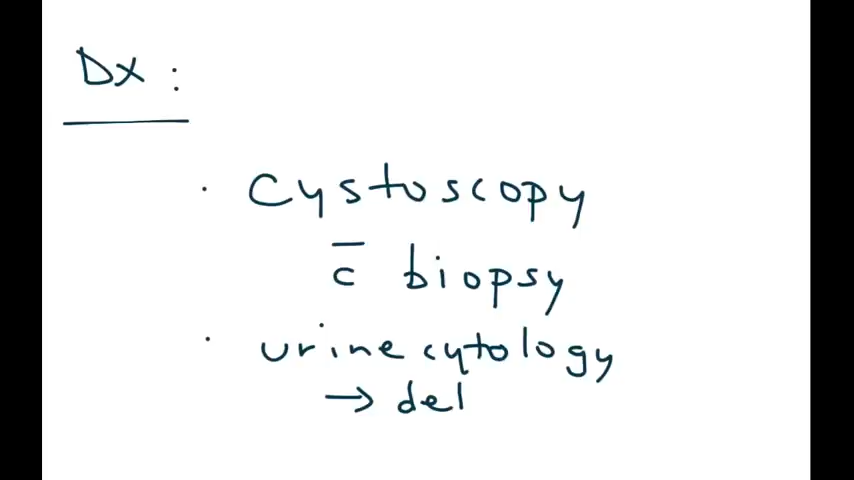 Dx :
· Cystoscopy
c̅ biopsy
· urine cytology
→ del